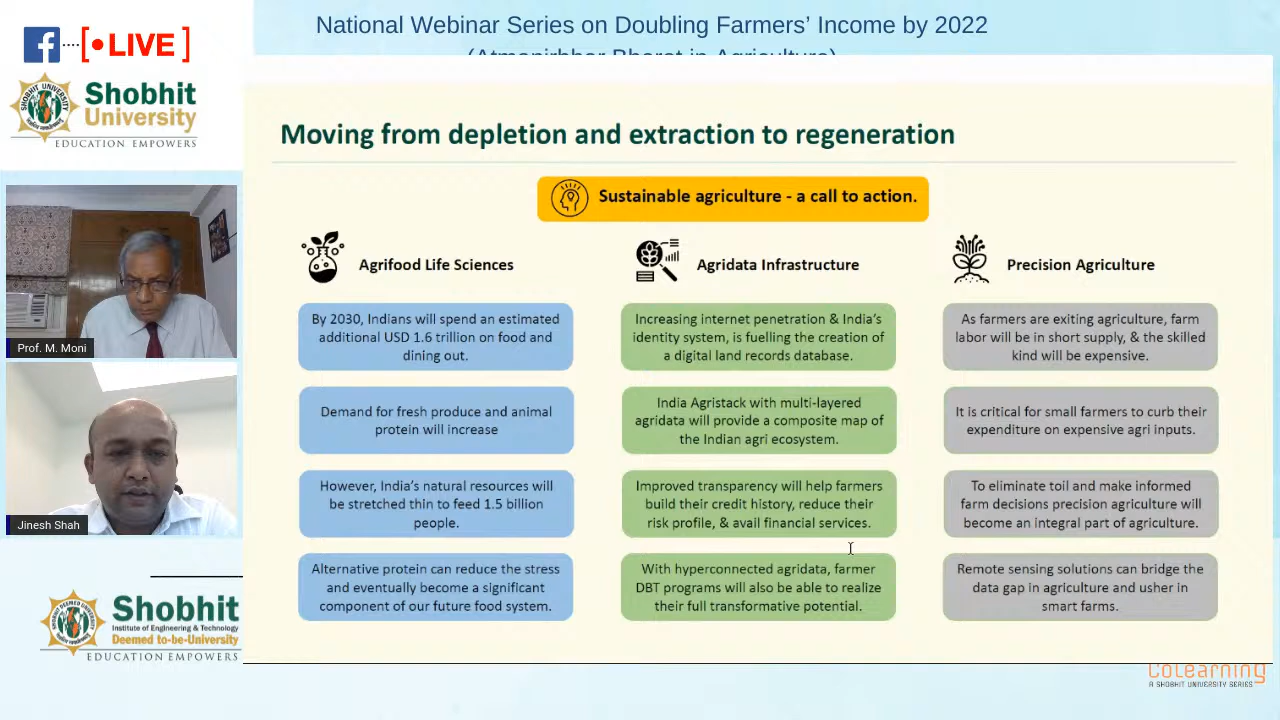 National Webinar Series on Doubling Farmers' Income by 2022
(Atmanirbhar Bharat in Agriculture)
f
[•LIVE]
SHOBHIT UNIVERSITY
Shobhit
University
EDUCATION EMPOWERS
Moving from depletion and extraction to regeneration
Sustainable agriculture - a call to action.
Agrifood Life Sciences
By 2030, Indians will spend an estimated
additional USD 1.6 trillion on food and
dining out.
Demand for fresh produce and animal
protein will increase
However, India's natural resources will
be stretched thin to feed 1.5 billion
people.
Alternative protein can reduce the stress
and eventually become a significant
component of our future food system.
Agridata Infrastructure
Increasing internet penetration & India's
identity system, is fuelling the creation of
a digital land records database.
India Agristack with multi-layered
agridata will provide a composite map of
the Indian agri ecosystem.
Improved transparency will help farmers
build their credit history, reduce their
risk profile, & avail financial services.
With hyperconnected agridata, farmer
DBT programs will also be able to realize
their full transformative potential.
Precision Agriculture
As farmers are exiting agriculture, farm
labor will be in short supply, & the skilled
kind will be expensive.
It is critical for small farmers to curb their
expenditure on expensive agri inputs.
To eliminate toil and make informed
farm decisions precision agriculture will
become an integral part of agriculture.
Remote sensing solutions can bridge the
data gap in agriculture and usher in
smart farms.
Prof. M. Moni
Jinesh Shah
Shobhit
Institute of Engineering & Technology
Deemed to-be-University
EDUCATION EMPOWERS
CoLearning
A SHOBHIT UNIVERSITY SERIES